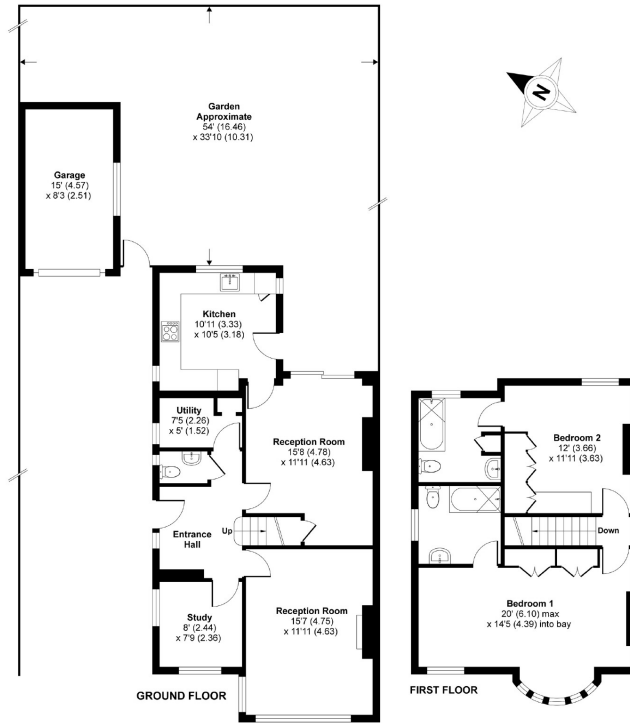 Garden
Approximate
54' (16.46)
x 33'10 (10.31)
N
Garage
15' (4.57)
x 8'3 (2.51)
Kitchen
10'11 (3.33)
x 10'5 (3.18)
Utility
7'5 (2.26)
x 5' (1.52)
Reception Room
15'8 (4.78)
x 11'11 (4.63)
Up
Entrance
Hall
Study
8' (2.44)
x 7'9 (2.36)
Reception Room
15'7 (4.75)
x 11'11 (4.63)
GROUND FLOOR
Bedroom 2
12' (3.66)
x 11'11 (3.63)
Down
Bedroom 1
20' (6.10) max
x 14'5 (4.39) into bay
FIRST FLOOR